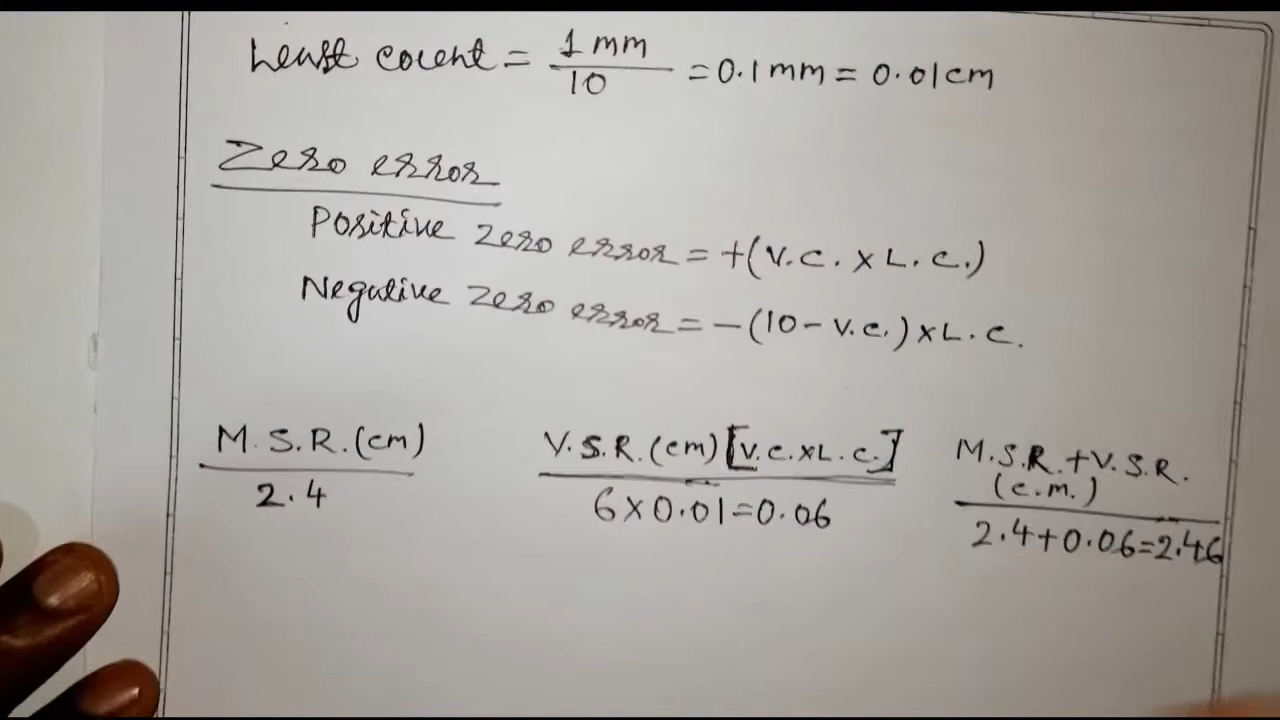 Least count = 1 mm / 10 = 0.1 mm = 0.01 cm
Zero error
Positive zero error = +(V.C. × L.C.)
Negative zero error = −(10 − V.C.) × L.C.
M.S.R. (cm)
2.4
V.S.R. (cm) [V.C. × L.C.]
6 × 0.01 = 0.06
M.S.R. + V.S.R.
(c.m.)
2.4 + 0.06 = 2.46